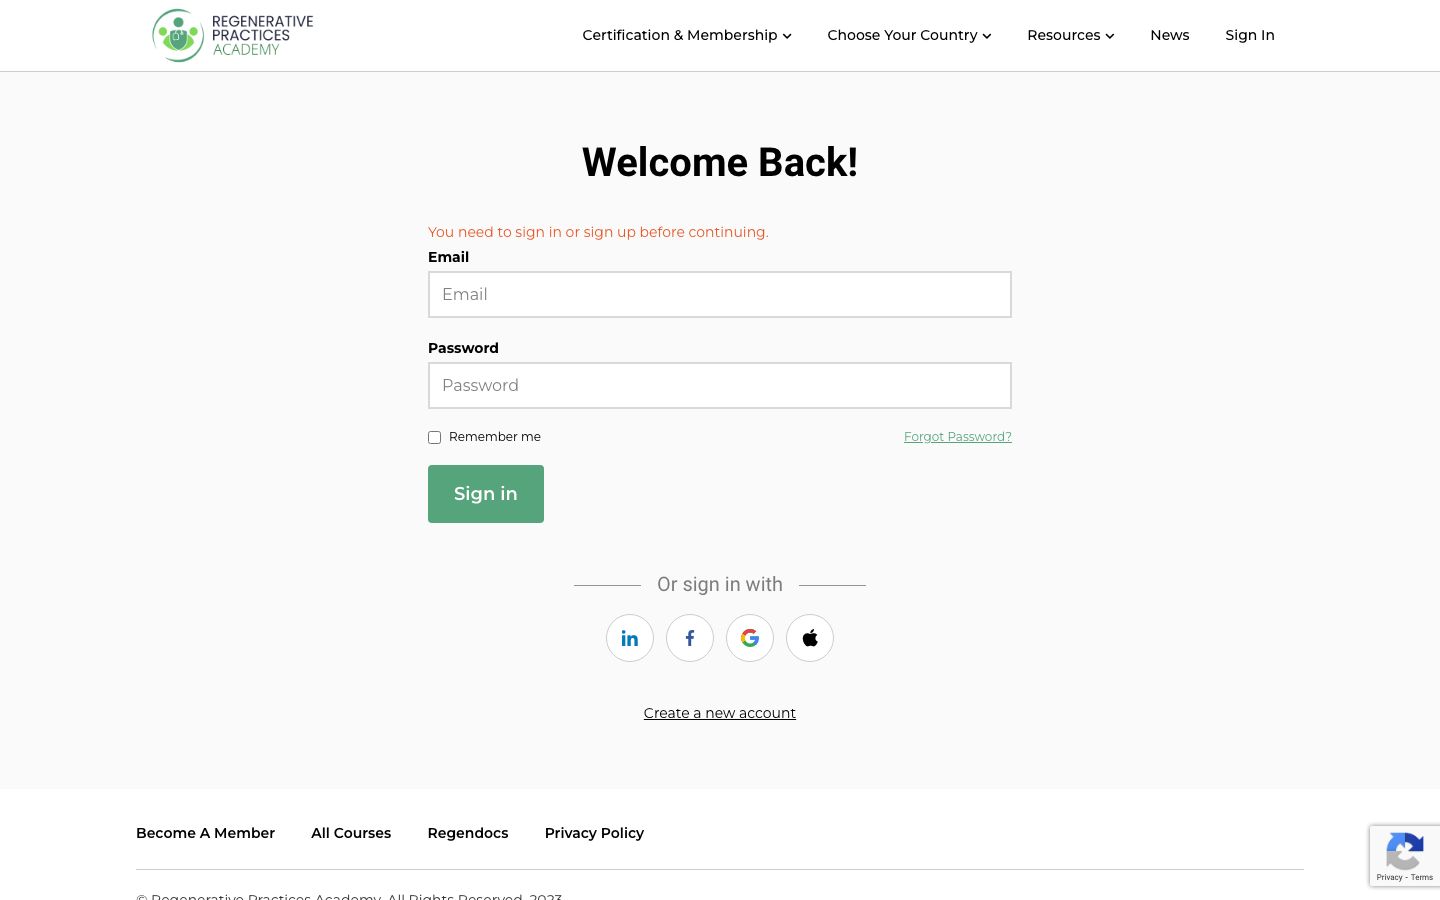 REGENERATIVE
PRACTICES
ACADEMY
Certification & Membership
Choose Your Country
Resources
News
Sign In
Welcome Back!
You need to sign in or sign up before continuing.
Email
Email
Password
Password
Remember me
Forgot Password?
Sign in
Or sign in with
Create a new account
Become A Member
All Courses
Regendocs
Privacy Policy
Privacy - Terms
© Regenerative Practices Academy. All Rights Reserved. 2023